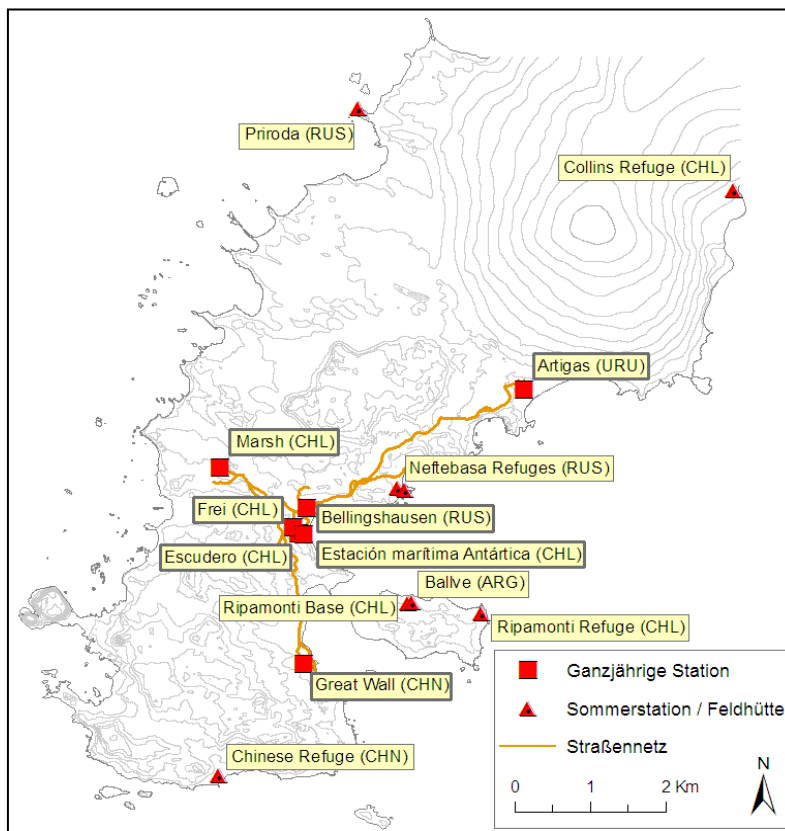 Priroda (RUS)
Collins Refuge (CHL)
Artigas (URU)
Marsh (CHL)
Neftebasa Refuges (RUS)
Frei (CHL)
Bellingshausen (RUS)
Escudero (CHL)
Estación marítima Antártica (CHL)
Ballve (ARG)
Ripamonti Base (CHL)
Ripamonti Refuge (CHL)
Great Wall (CHN)
Chinese Refuge (CHN)
Ganzjährige Station
Sommerstation / Feldhütte
Straßennetz
N
0 1 2 Km